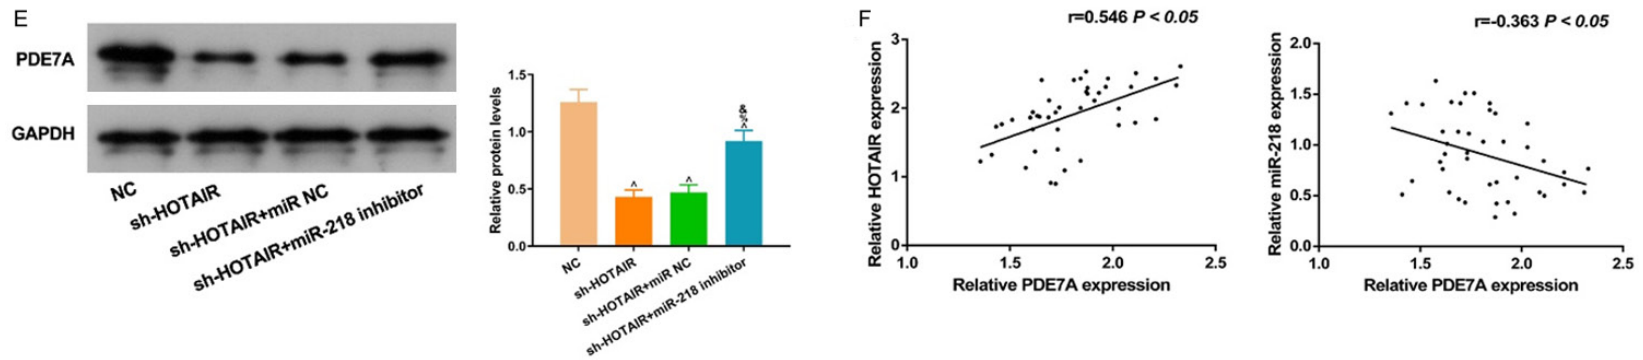 E
PDE7A
GAPDH
NC
sh-HOTAIR
sh-HOTAIR+miR NC
sh-HOTAIR+miR-218 inhibitor
Relative protein levels
1.5
1.0
0.5
0.0
^
^
&
^
NC
sh-HOTAIR
sh-HOTAIR+miR NC
sh-HOTAIR+miR-218 inhibitor
F
r=0.546 P < 0.05
Relative HOTAIR expression
3
2
1
0
1.0 1.5 2.0 2.5
Relative PDE7A expression
r=-0.363 P < 0.05
Relative miR-218 expression
2.0
1.5
1.0
0.5
0.0
1.0 1.5 2.0 2.5
Relative PDE7A expression